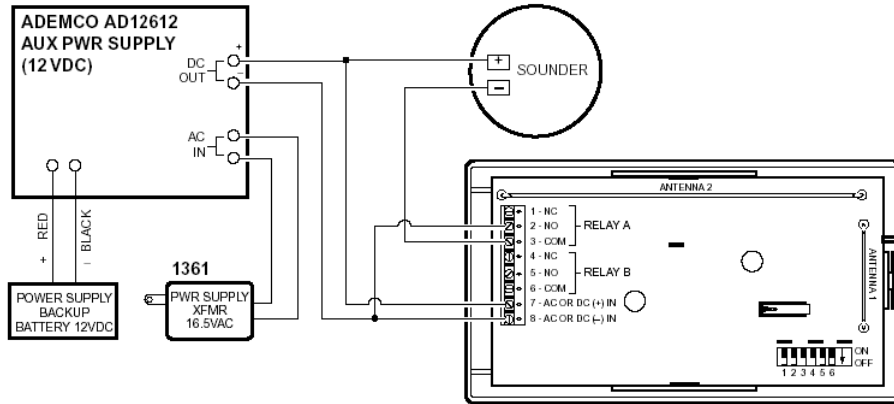 ADEMCO AD12612
AUX PWR SUPPLY
(12 VDC)
DC
OUT
+
–
AC
IN
+ RED
– BLACK
POWER SUPPLY
BACKUP
BATTERY 12VDC
1361
PWR SUPPLY
XFMR
16.5VAC
+
–
SOUNDER
ANTENNA 2
1 - NC
2 - NO
3 - COM
RELAY A
4 - NC
5 - NO
6 - COM
RELAY B
7 - AC OR DC (+) IN
8 - AC OR DC (–) IN
ANTENNA 1
ON
OFF
1 2 3 4 5 6